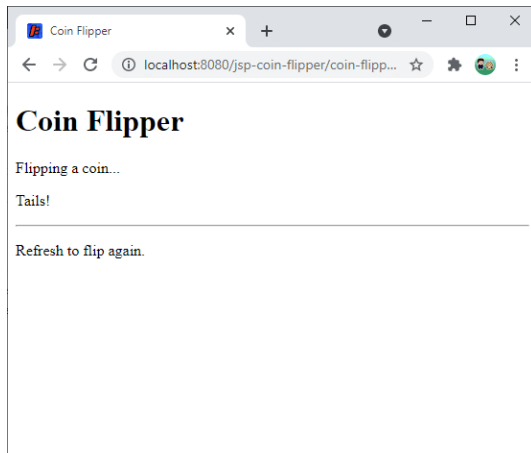 Coin Flipper
localhost:8080/jsp-coin-flipper/coin-flipp...
Coin Flipper
Flipping a coin...
Tails!
Refresh to flip again.